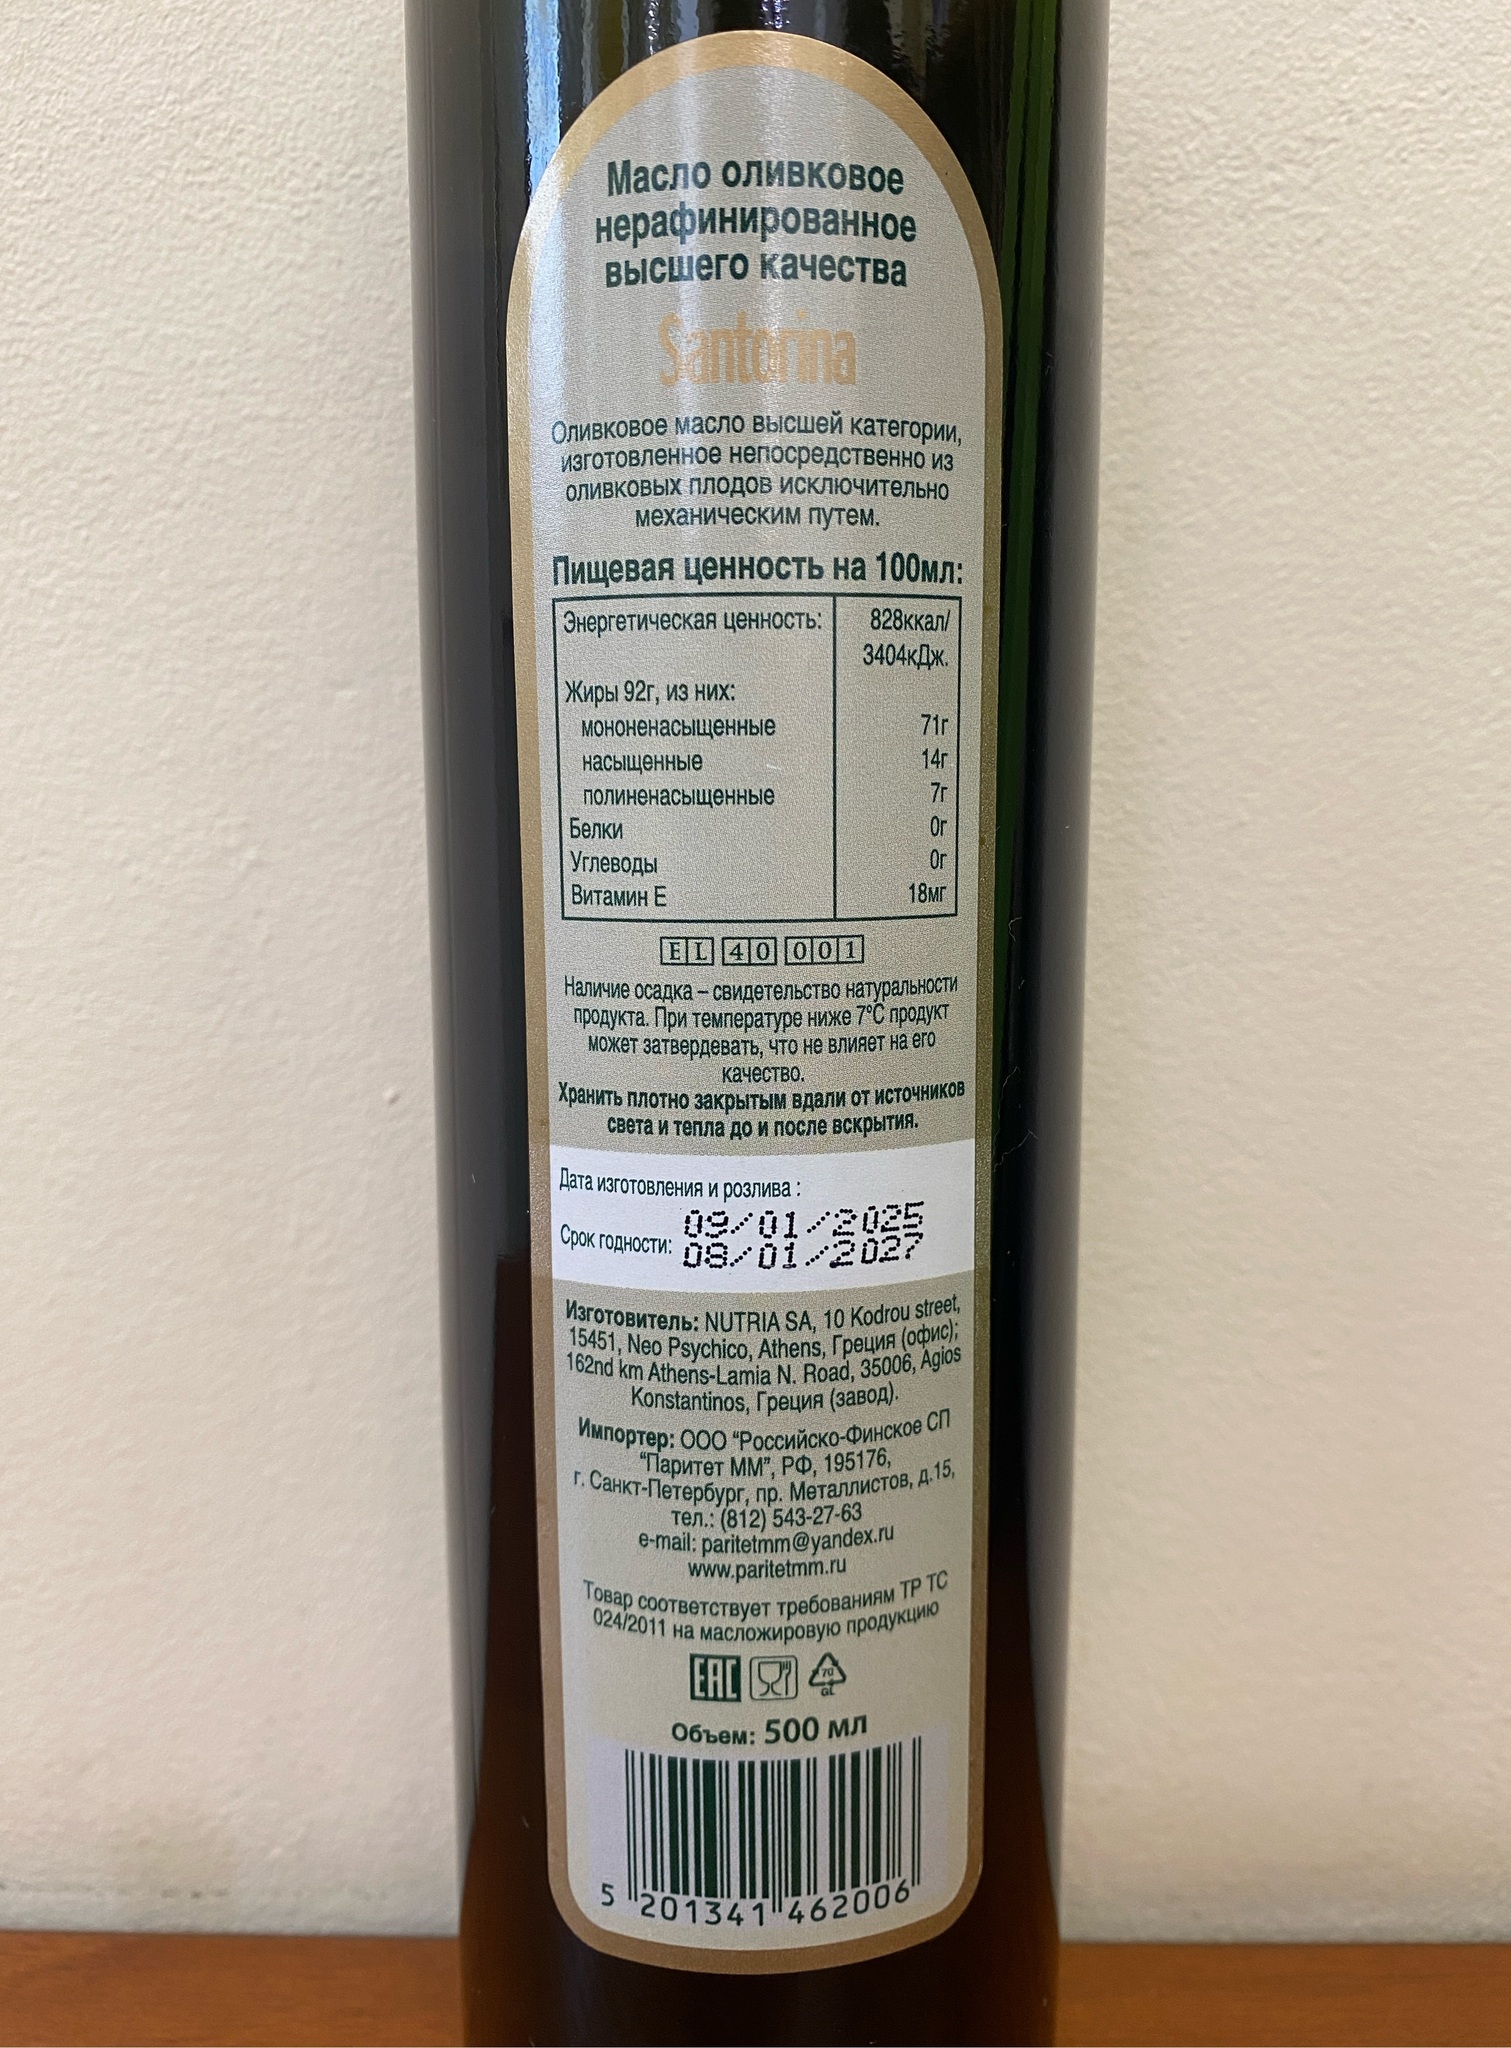 Масло оливковое
нерафинированное
высшего качества
Santorina
Оливковое масло высшей категории,
изготовленное непосредственно из
оливковых плодов исключительно
механическим путем.
Пищевая ценность на 100мл:
Энергетическая ценность: 828ккал/
3404кДж.
Жиры 92г, из них:
мононенасыщенные 71г
насыщенные 14г
полиненасыщенные 7г
Белки 0г
Углеводы 0г
Витамин Е 18мг
EL 40 001
Наличие осадка – свидетельство натуральности
продукта. При температуре ниже 7°С продукт
может затвердевать, что не влияет на его
качество.
Хранить плотно закрытым вдали от источников
света и тепла до и после вскрытия.
Дата изготовления и розлива :
09/01/2025
Срок годности: 08/01/2027
Изготовитель: NUTRIA SA, 10 Kodrou street,
15451, Neo Psychico, Athens, Греция (офис);
162nd km Athens-Lamia N. Road, 35006, Agios
Konstantinos, Греция (завод).
Импортер: ООО “Российско-Финское СП
“Паритет ММ”, РФ, 195176,
г. Санкт-Петербург, пр. Металлистов, д.15,
тел.: (812) 543-27-63
e-mail: paritetmm@yandex.ru
www.paritetmm.ru
Товар соответствует требованиям ТР ТС
024/2011 на масложировую продукцию
EAC 70 GL
Объем: 500 мл
5 201341 462006